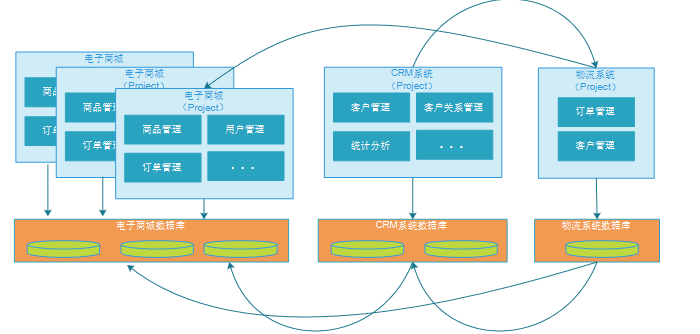 电子商城
商品
订单
电子商城
（Project）
商品管理
订单管理
电子商城
（Project）
商品管理
用户管理
订单管理
...
CRM系统
（Project）
客户管理
客户关系管理
统计分析
...
物流系统
（Project）
订单管理
客户管理
电子商城数据库
CRM系统数据库
物流系统数据库